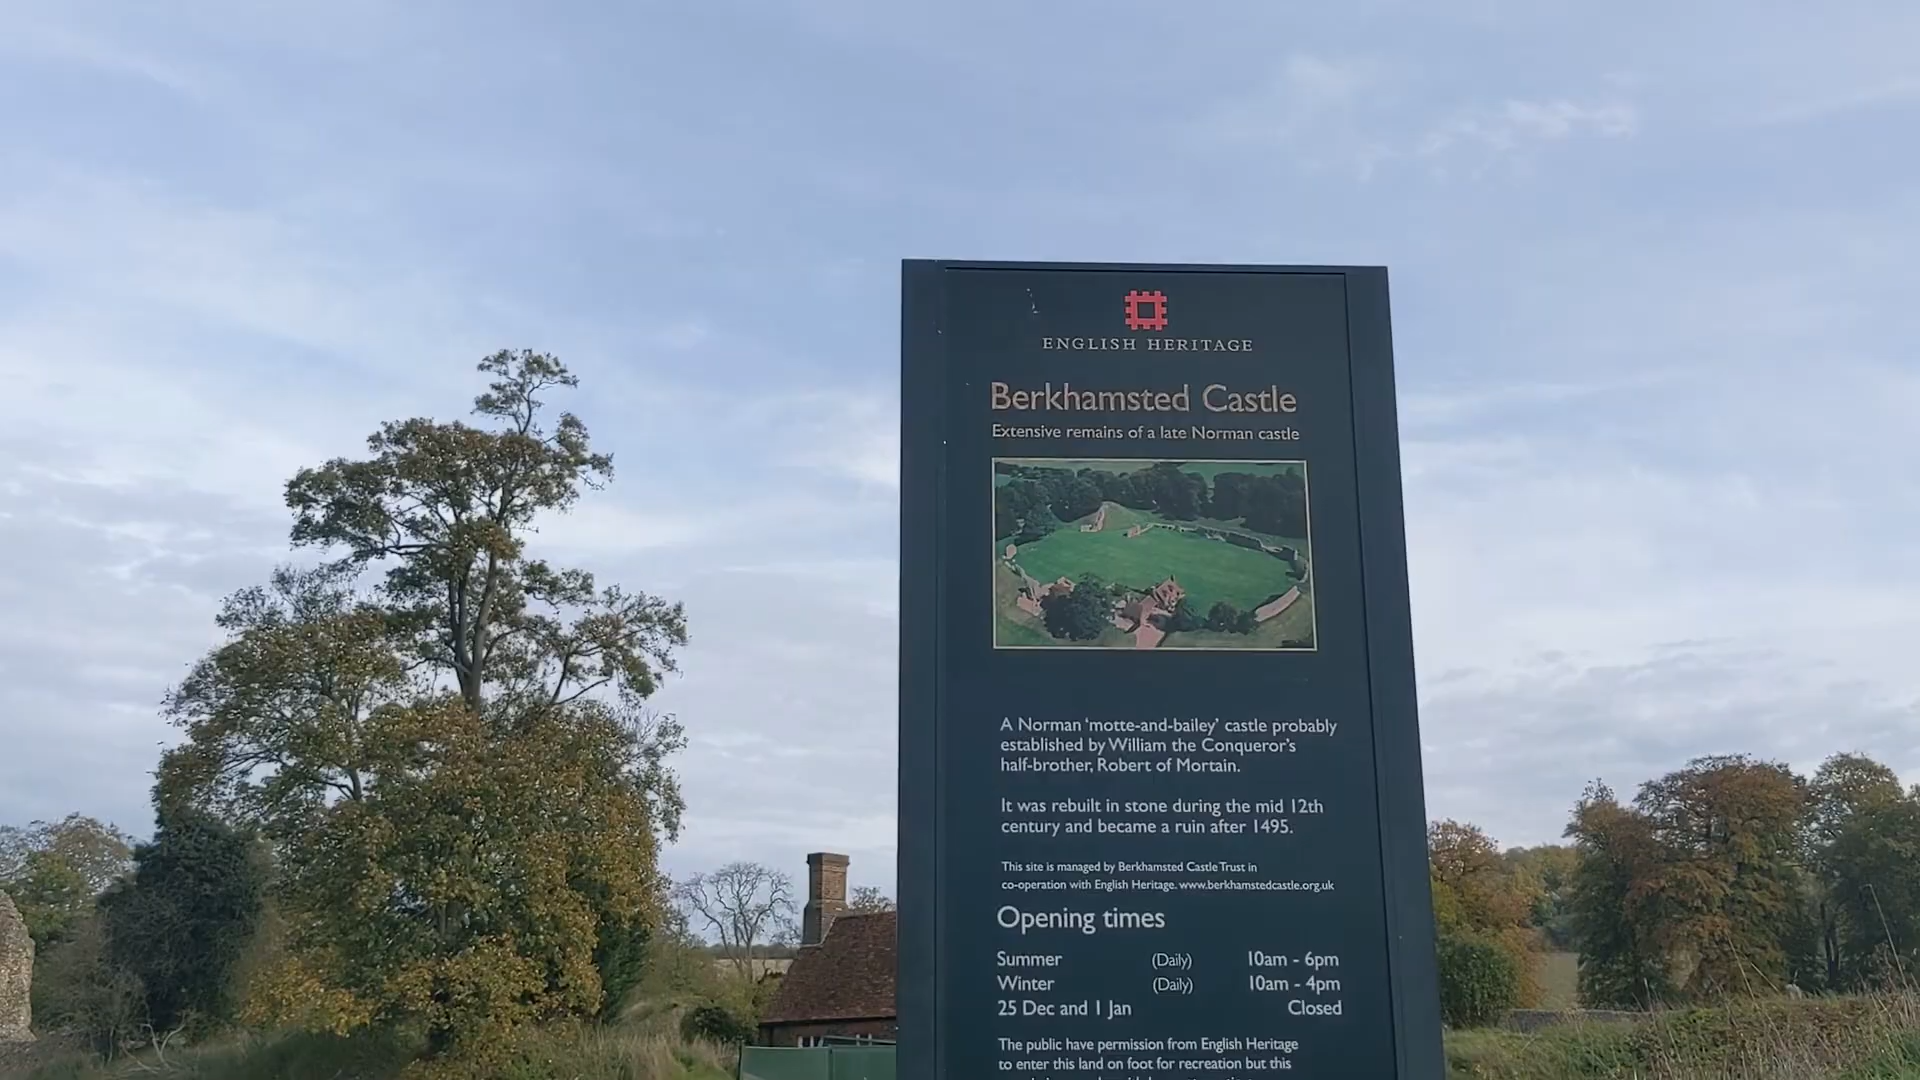 ENGLISH HERITAGE
Berkhamsted Castle
Extensive remains of a late Norman castle
A Norman ‘motte-and-bailey’ castle probably
established by William the Conqueror’s
half-brother, Robert of Mortain.
It was rebuilt in stone during the mid 12th
century and became a ruin after 1495.
This site is managed by Berkhamsted Castle Trust in
co-operation with English Heritage. www.berkhamstedcastle.org.uk
Opening times
Summer (Daily) 10am - 6pm
Winter (Daily) 10am - 4pm
25 Dec and 1 Jan Closed
The public have permission from English Heritage
to enter this land on foot for recreation but this